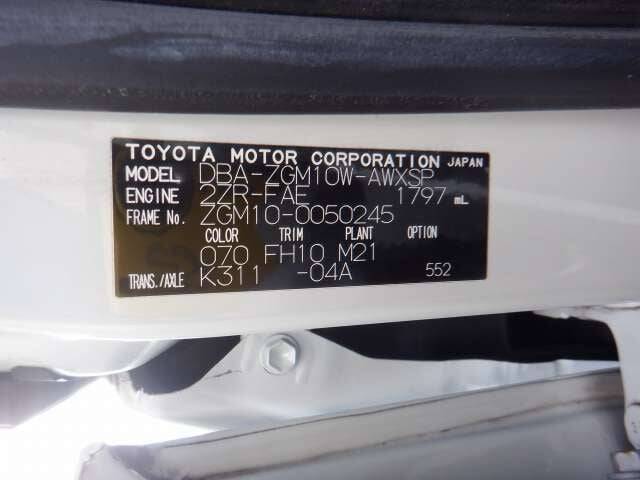 TOYOTA MOTOR CORPORATION JAPAN
MODEL DBA-ZGM10W-AWXSP
ENGINE 2ZR-FAE 1797 mL
FRAME No. ZGM10-0050245
COLOR TRIM PLANT OPTION
070 FH10 M21
TRANS./AXLE K311 -04A 552